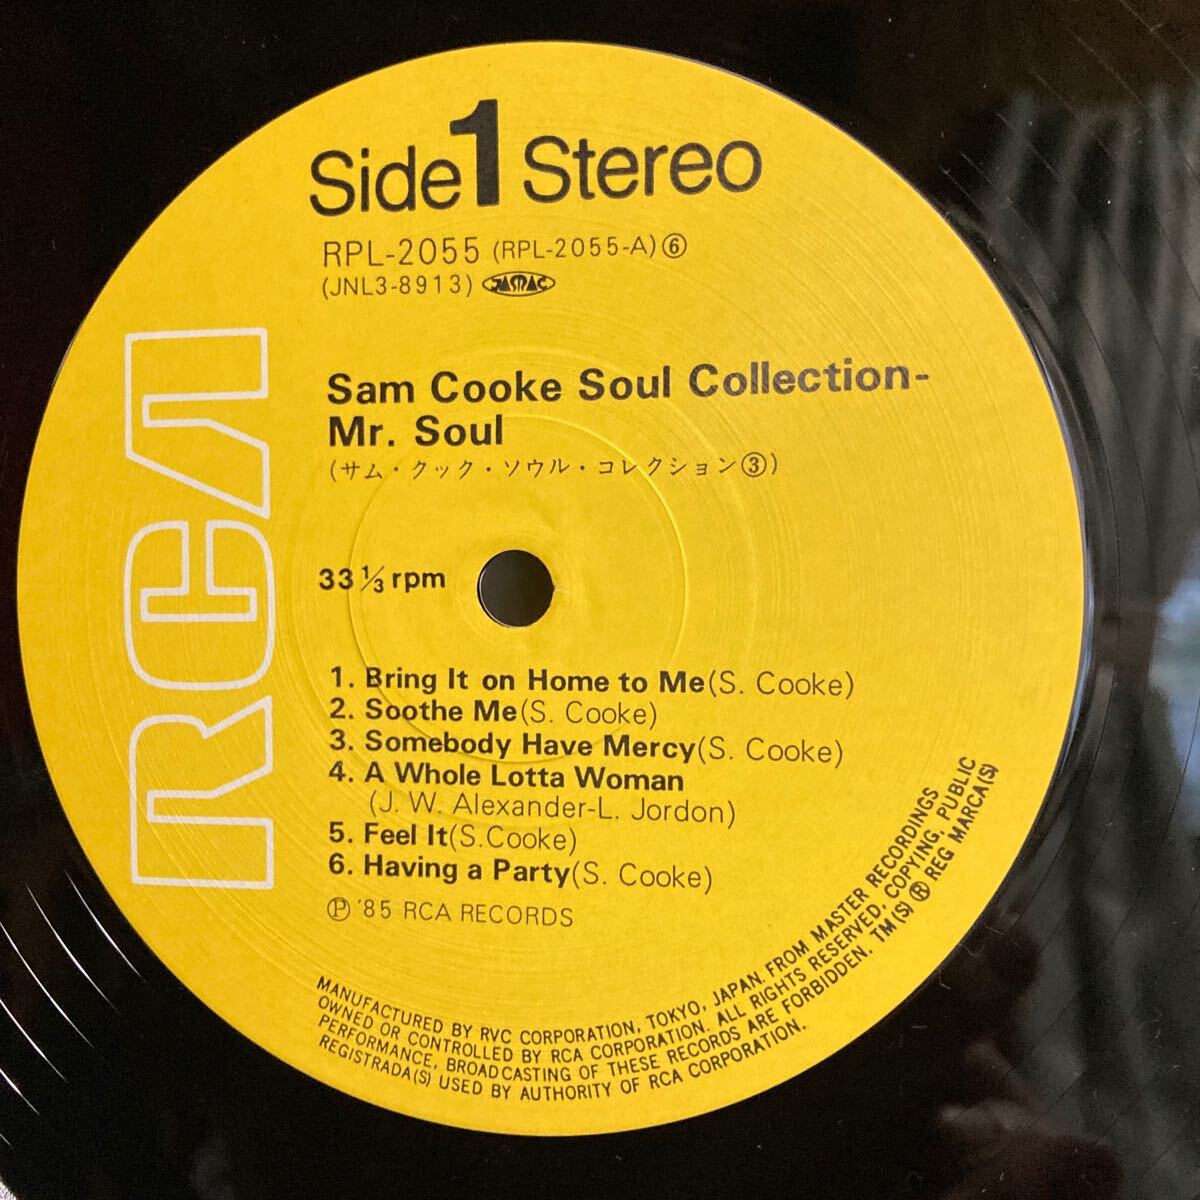 Side 1 Stereo
RPL-2055 (RPL-2055-A)⑥
(JNL3-8913) JASRAC
Sam Cooke Soul Collection-
Mr. Soul
(サム・クック・ソウル・コレクション③)
RCA
33 1/3 rpm
1. Bring It on Home to Me(S. Cooke)
2. Soothe Me(S. Cooke)
3. Somebody Have Mercy(S. Cooke)
4. A Whole Lotta Woman
(J. W. Alexander-L. Jordon)
5. Feel It(S.Cooke)
6. Having a Party(S. Cooke)
Ⓟ '85 RCA RECORDS
MANUFACTURED BY RVC CORPORATION, TOKYO, JAPAN. FROM MASTER RECORDINGS
OWNED OR CONTROLLED BY RCA CORPORATION. ALL RIGHTS RESERVED, COPYING, PUBLIC
PERFORMANCE, BROADCASTING OF THESE RECORDS ARE FORBIDDEN. TM(S) ® REG MARCA(S)
REGISTRADA(S) USED BY AUTHORITY OF RCA CORPORATION.